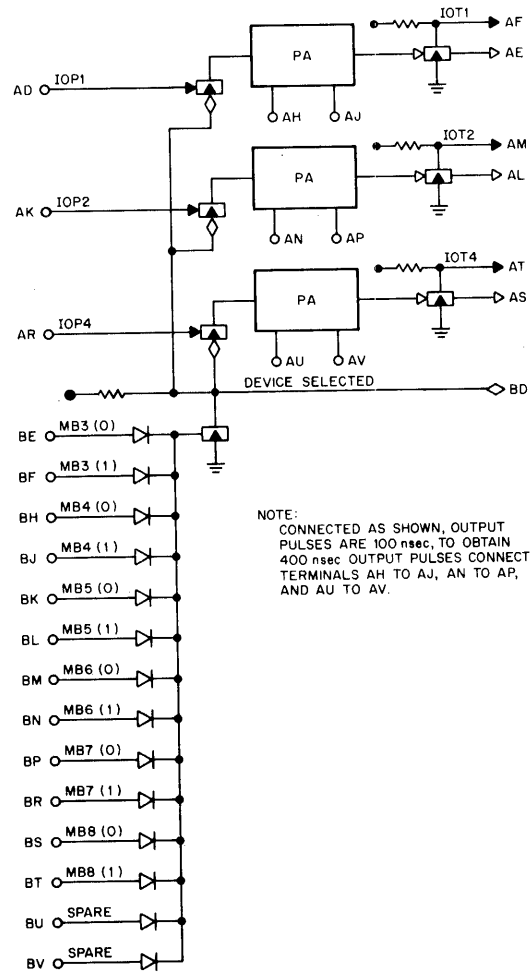 IOT1
AF
PA
AE
AD IOP1
AH AJ
IOT2
AM
PA
AL
AK IOP2
AN AP
IOT4
AT
PA
AS
AR IOP4
AU AV
DEVICE SELECTED
BD
BE MB3 (0)
BF MB3 (1)
BH MB4 (0)
BJ MB4 (1)
BK MB5 (0)
BL MB5 (1)
BM MB6 (0)
BN MB6 (1)
BP MB7 (0)
BR MB7 (1)
BS MB8 (0)
BT MB8 (1)
BU SPARE
BV SPARE
NOTE:
CONNECTED AS SHOWN, OUTPUT
PULSES ARE 100 nsec, TO OBTAIN
400 nsec OUTPUT PULSES CONNECT
TERMINALS AH TO AJ, AN TO AP,
AND AU TO AV.